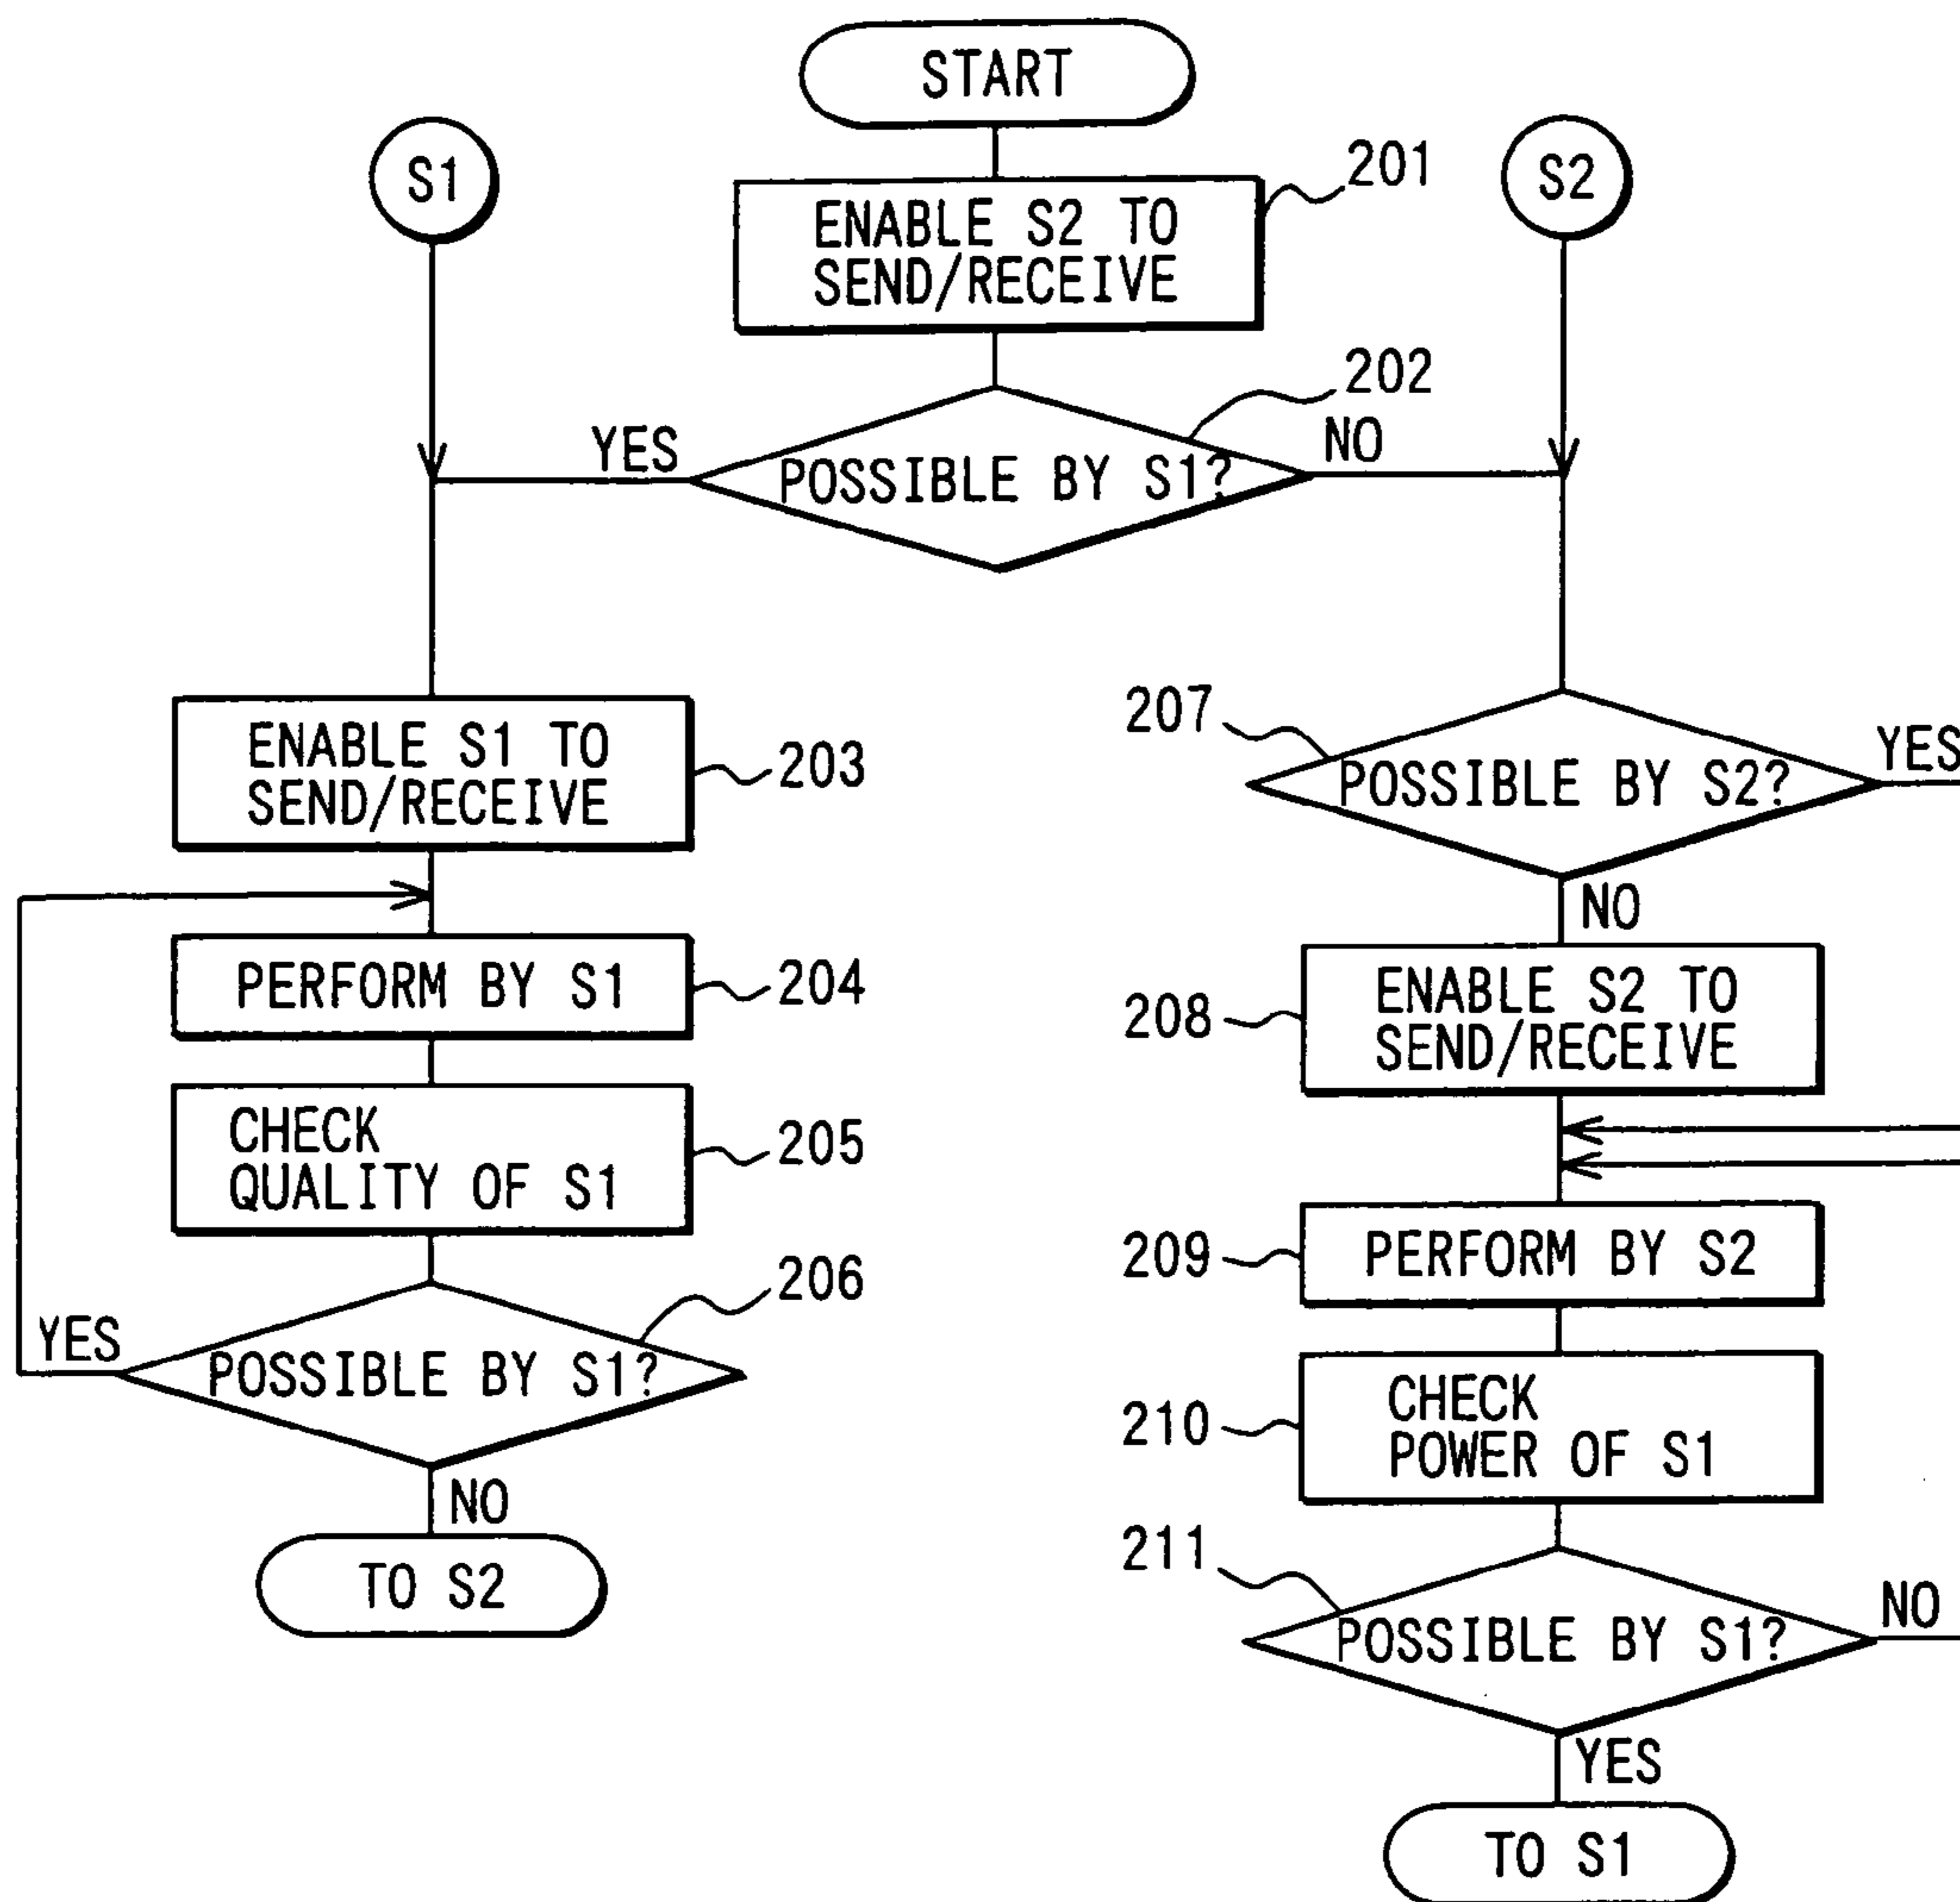 START
S1
201
S2
ENABLE S2 TO
SEND/RECEIVE
202
YES
NO
POSSIBLE BY S1?
ENABLE S1 TO
SEND/RECEIVE
203
PERFORM BY S1
204
CHECK
QUALITY OF S1
205
206
YES
POSSIBLE BY S1?
NO
TO S2
207
YES
POSSIBLE BY S2?
NO
208
ENABLE S2 TO
SEND/RECEIVE
209
PERFORM BY S2
210
CHECK
POWER OF S1
211
NO
POSSIBLE BY S1?
YES
TO S1